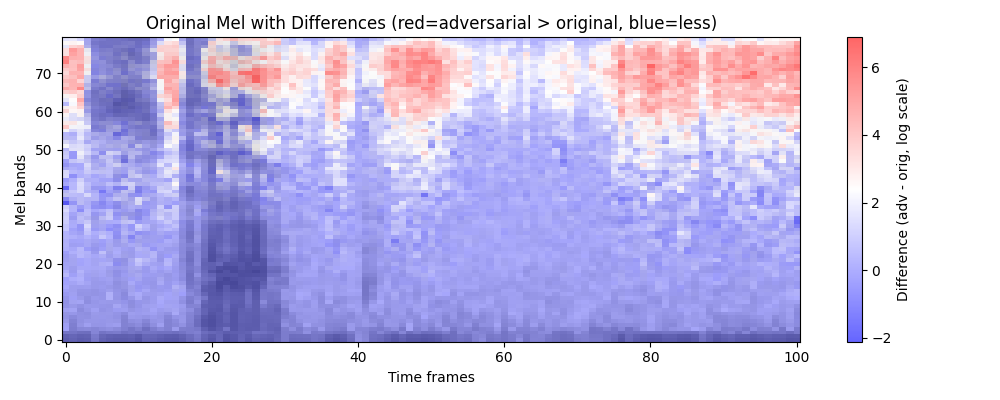 Original Mel with Differences (red=adversarial > original, blue=less)
Mel bands
70
60
50
40
30
20
10
0
0 20 40 60 80 100
Time frames
6
4
2
0
−2
Difference (adv - orig, log scale)